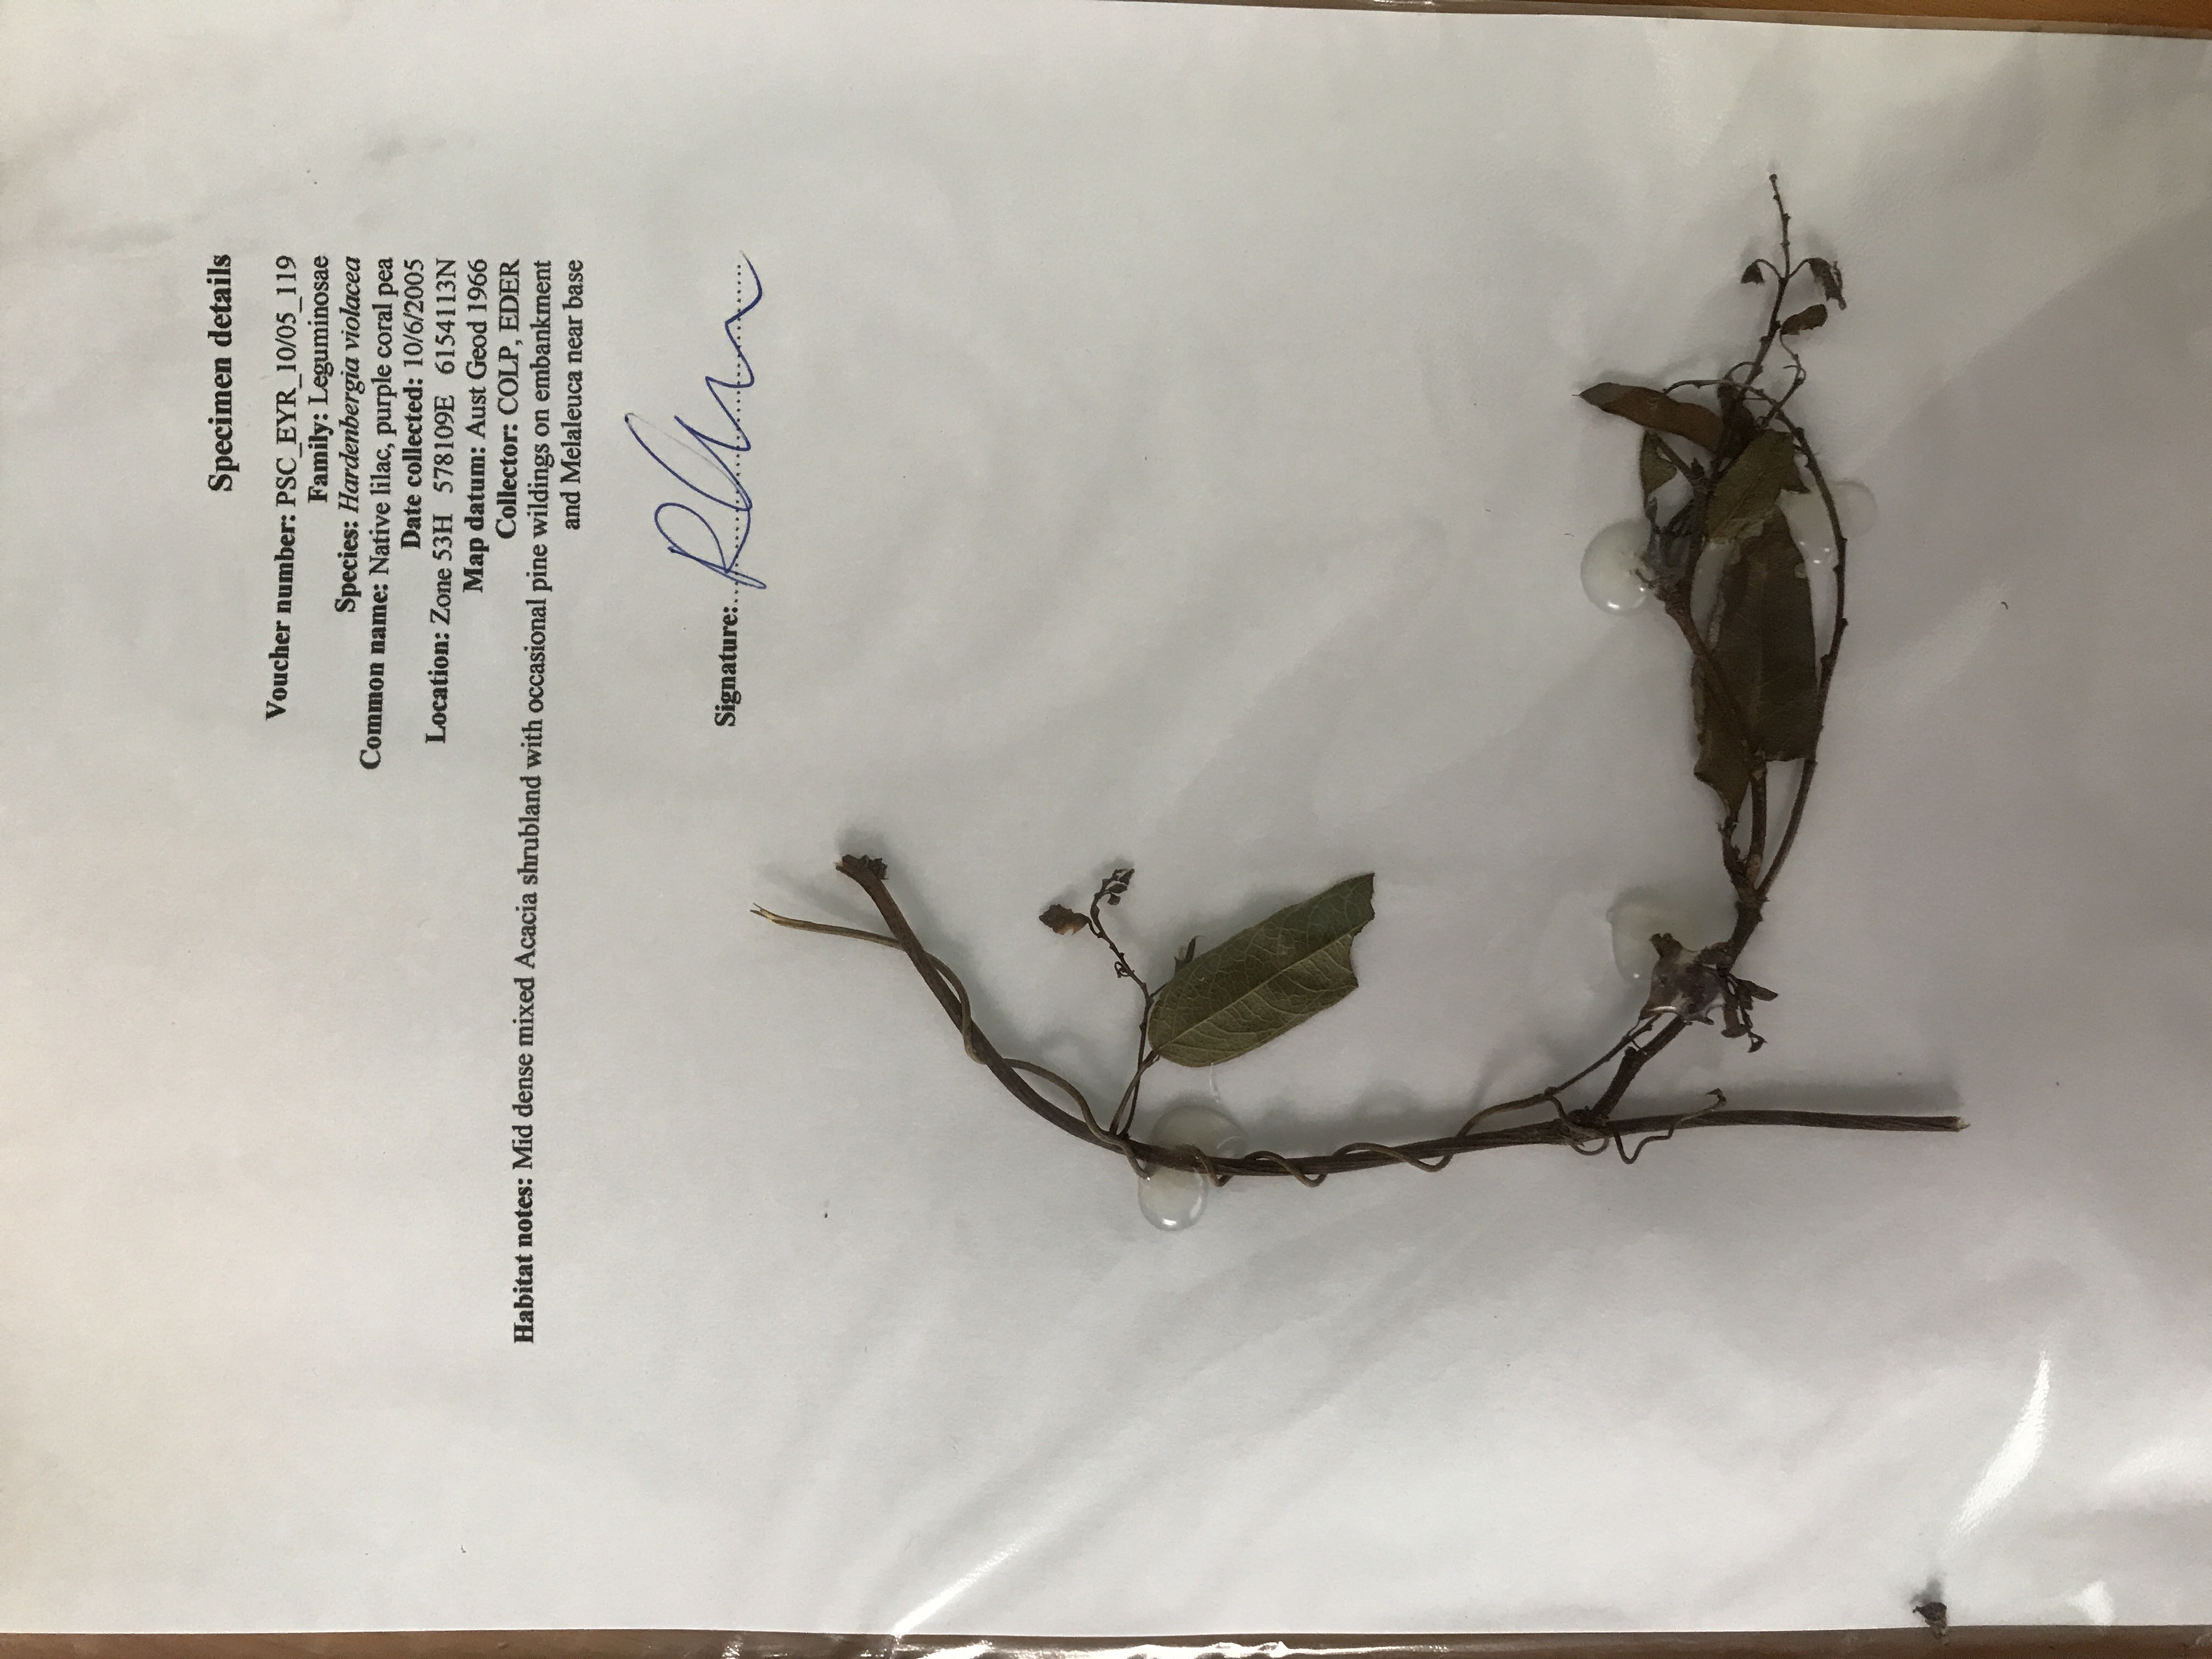 Specimen details
Voucher number: PSC_EYR_10/05_119
Family: Leguminosae
Species: Hardenbergia violacea
Common name: Native lilac, purple coral pea
Date collected: 10/6/2005
Location: Zone 53H 578109E 6154113N
Map datum: Aust Geod 1966
Collector: COLP, EDER
Habitat notes: Mid dense mixed Acacia shrubland with occasional pine wildings on embankment
and Melaleuca near base
Signature: